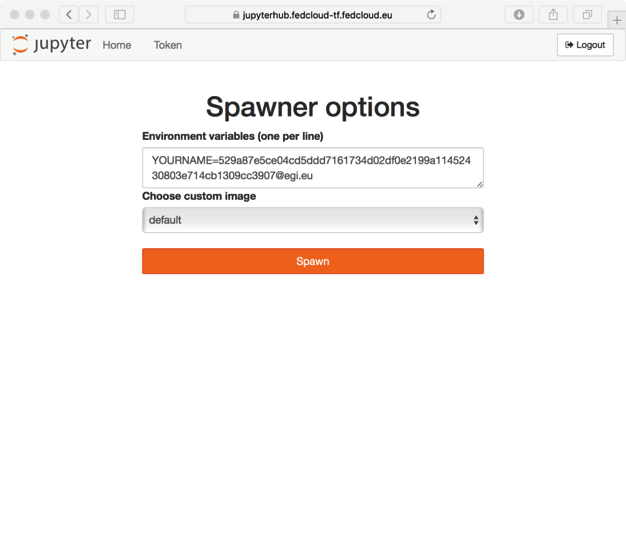 jupyterhub.fedcloud-tf.fedcloud.eu
jupyter Home Token Logout
Spawner options
Environment variables (one per line)
YOURNAME=529a87e5ce04cd5ddd7161734d02df0e2199a114524
30803e714cb1309cc3907@egi.eu
Choose custom image
default
Spawn